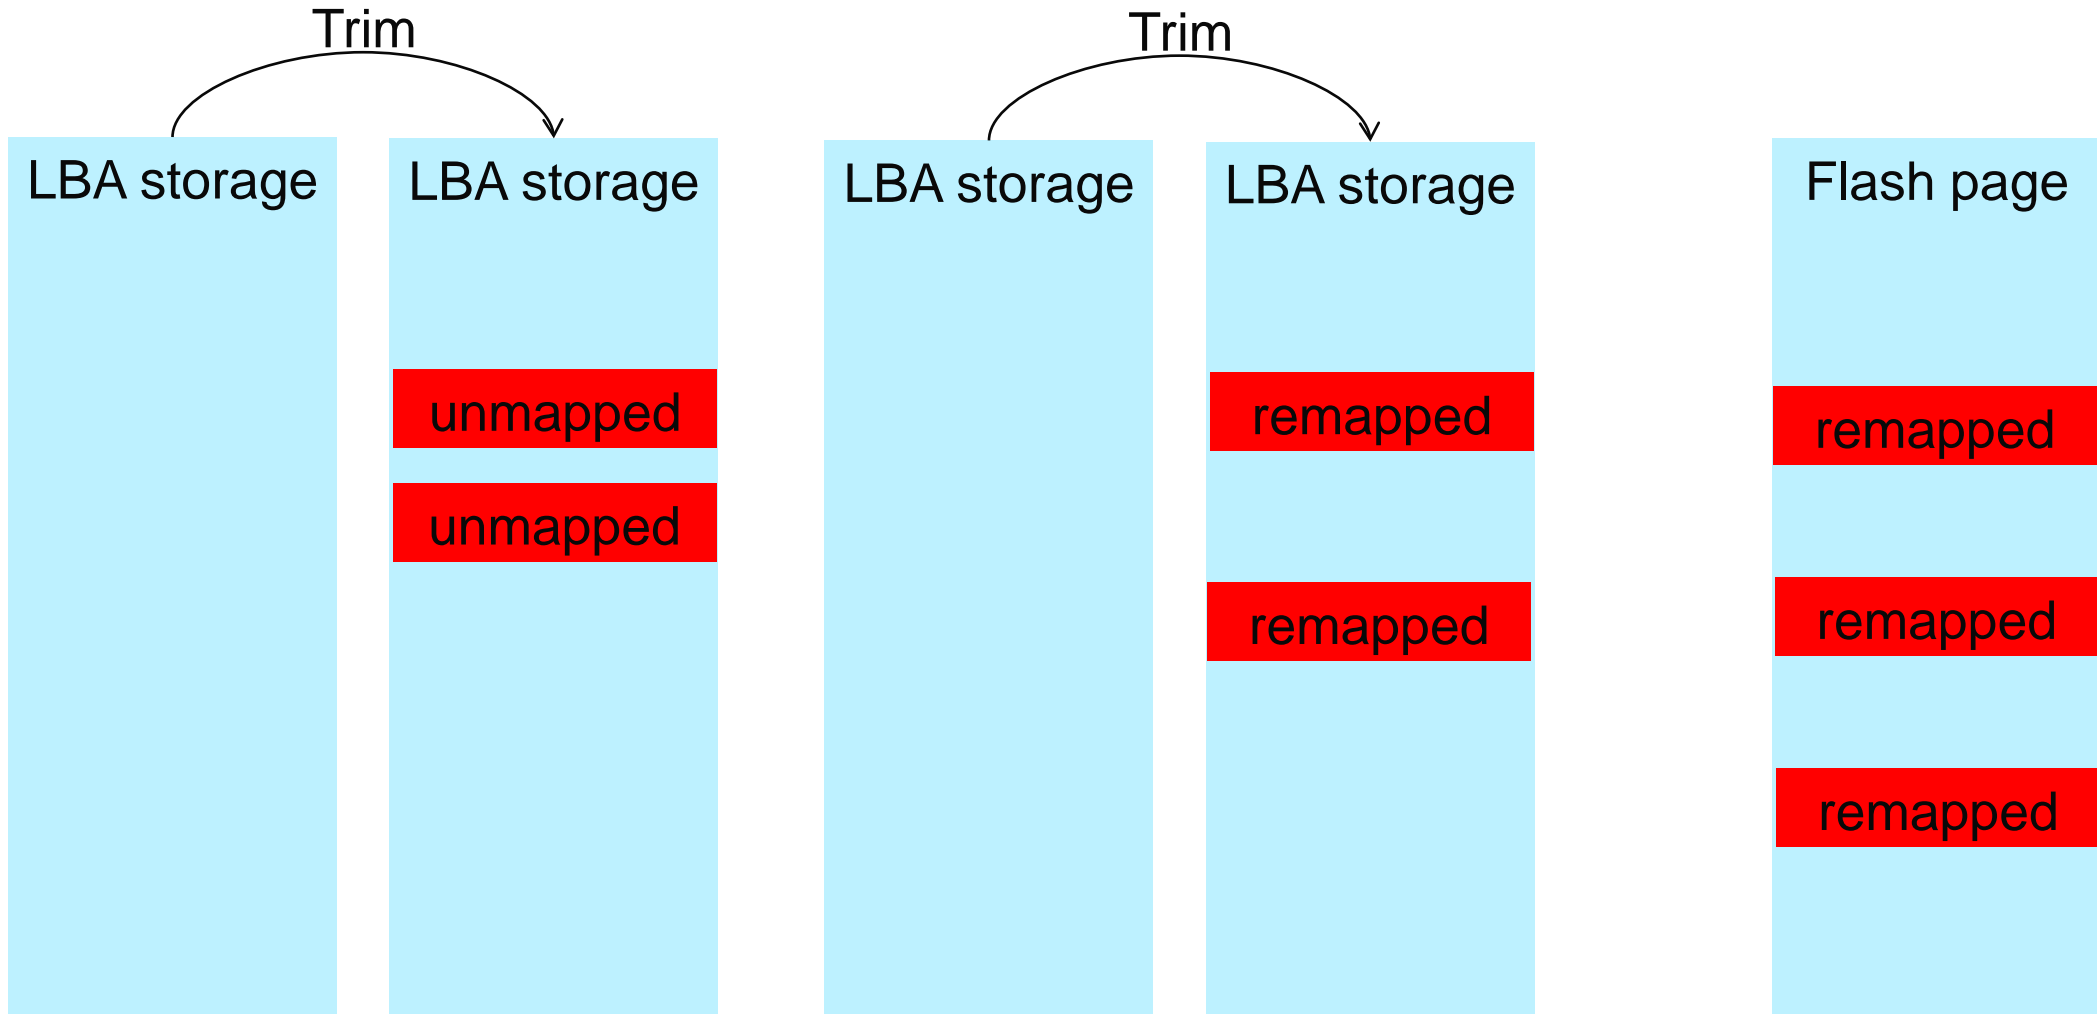 Trim
Trim
LBA storage
LBA storage
LBA storage
LBA storage
Flash page
unmapped
remapped
remapped
unmapped
remapped
remapped
remapped